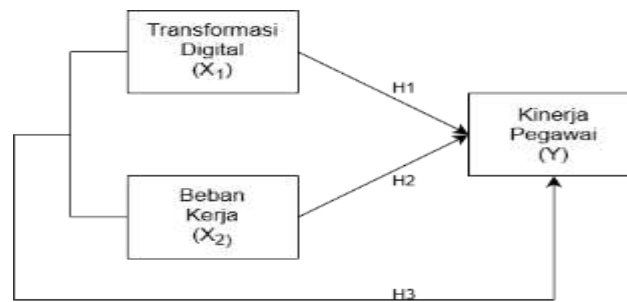 Transformasi
Digital
(X₁)
H1
Kinerja
Pegawai
(Y)
Beban
Kerja
(X₂)
H2
H3